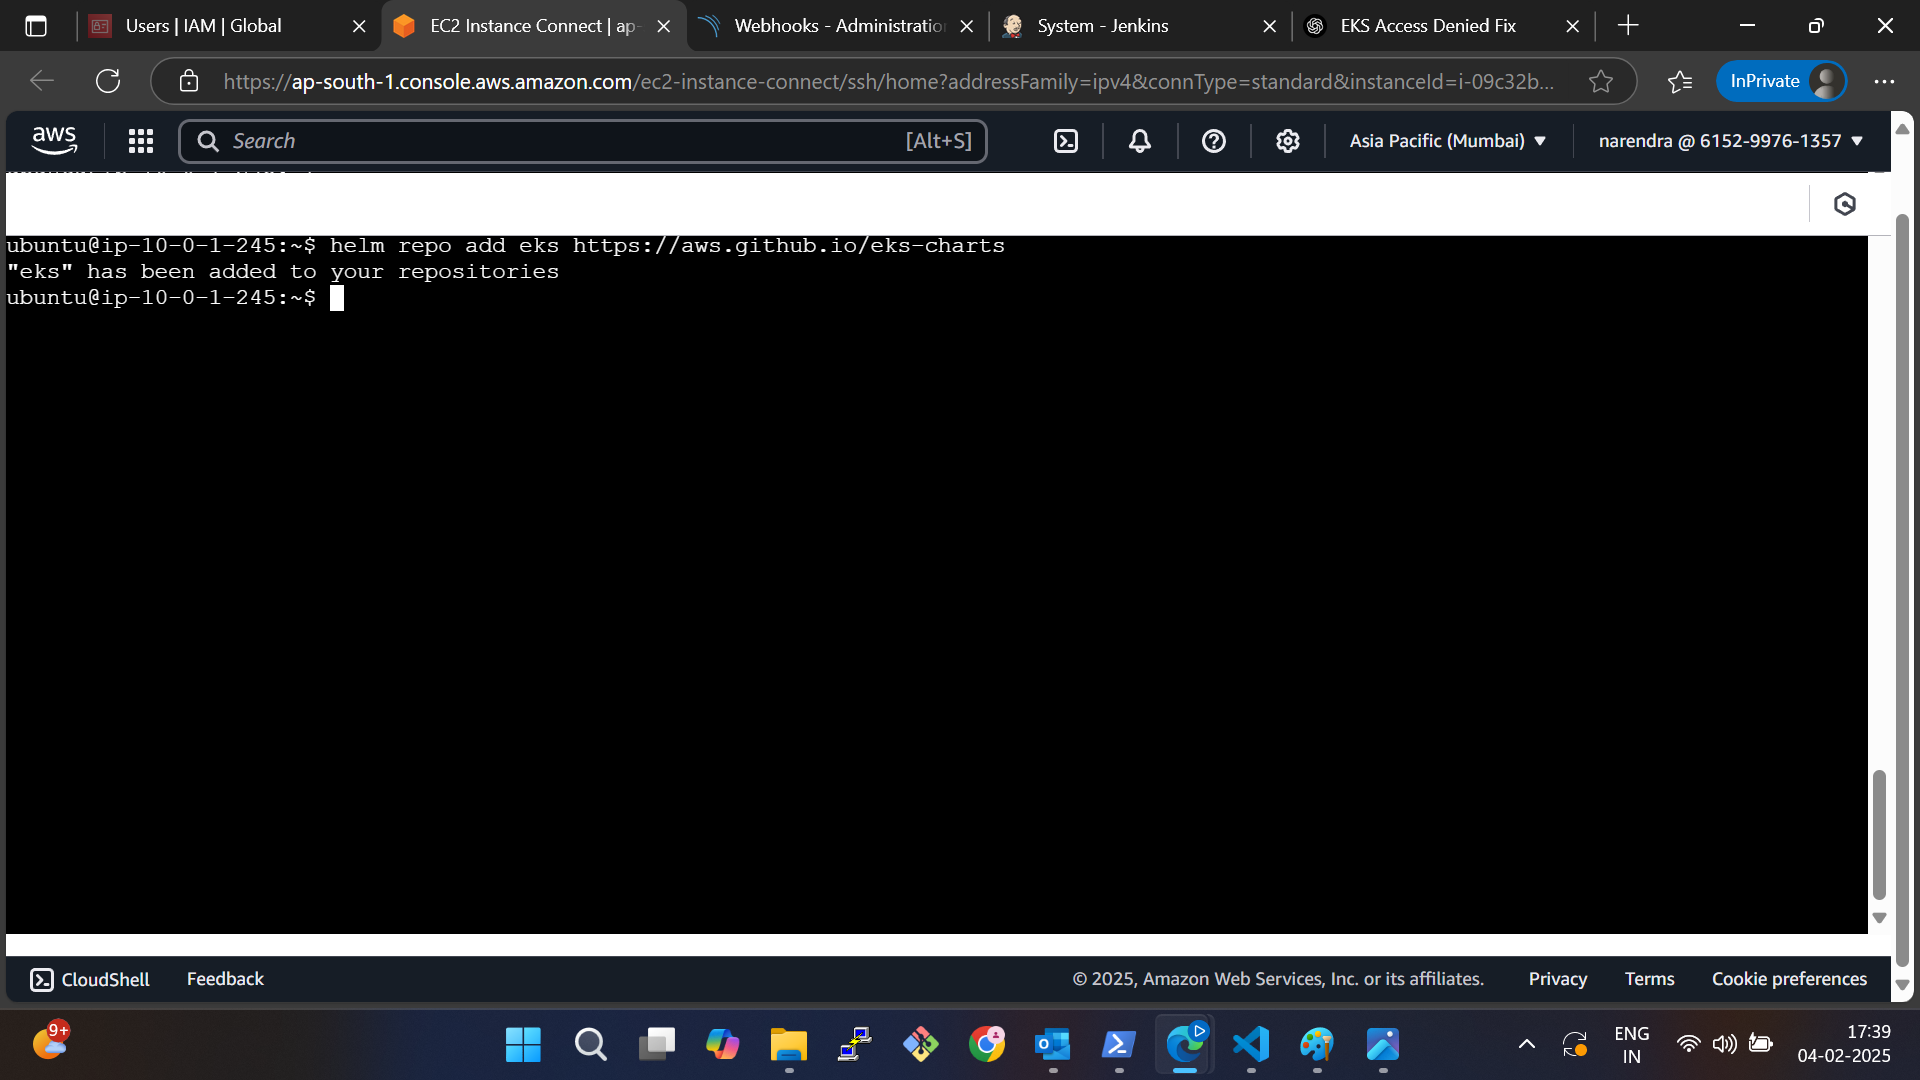 Users | IAM | Global
EC2 Instance Connect | ap-
Webhooks - Administratio
System - Jenkins
EKS Access Denied Fix
https://ap-south-1.console.aws.amazon.com/ec2-instance-connect/ssh/home?addressFamily=ipv4&connType=standard&instanceId=i-09c32b...
InPrivate
aws
Search
[Alt+S]
Asia Pacific (Mumbai)
narendra @ 6152-9976-1357
ubuntu@ip-10-0-1-245:~$ helm repo add eks https://aws.github.io/eks-charts
"eks" has been added to your repositories
ubuntu@ip-10-0-1-245:~$
CloudShell
Feedback
© 2025, Amazon Web Services, Inc. or its affiliates.
Privacy
Terms
Cookie preferences
9+
ENG
IN
17:39
04-02-2025